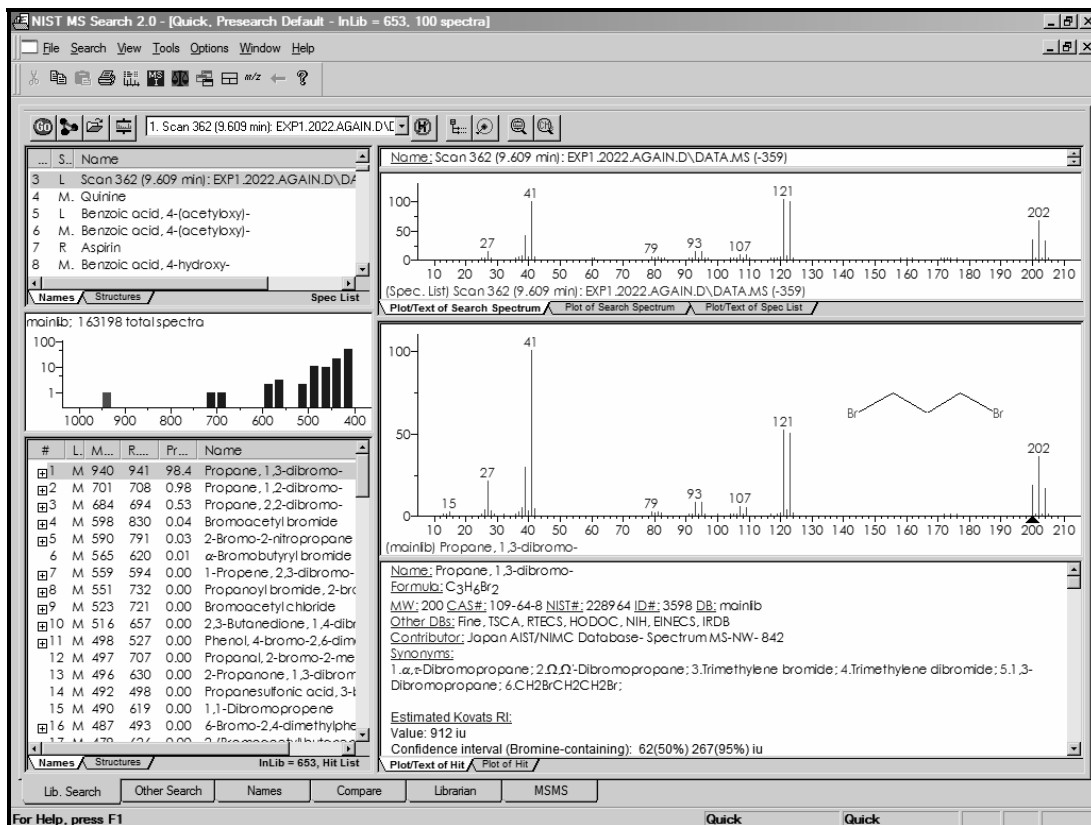 NIST MS Search 2.0 - [Quick, Presearch Default - InLib = 653, 100 spectra]
File Search View Tools Options Window Help
m/z
GO 1. Scan 362 (9.609 min): EXP1.2022.AGAIN.D\D
... S.. Name
3 L Scan 362 (9.609 min): EXP1.2022.AGAIN.D\DA
4 M. Quinine
5 L Benzoic acid, 4-(acetyloxy)-
6 M. Benzoic acid, 4-(acetyloxy)-
7 R Aspirin
8 M. Benzoic acid, 4-hydroxy-
Names Structures Spec List
mainlib; 163198 total spectra
100
10
1
1000 900 800 700 600 500 400
# L. M... R.... Pr... Name
1 M 940 941 98.4 Propane, 1,3-dibromo-
2 M 701 708 0.98 Propane, 1,2-dibromo-
3 M 684 694 0.53 Propane, 2,2-dibromo-
4 M 598 830 0.04 Bromoacetyl bromide
5 M 590 791 0.03 2-Bromo-2-nitropropane
6 M 565 620 0.01 α-Bromobutyryl bromide
7 M 559 594 0.00 1-Propene, 2,3-dibromo-
8 M 551 732 0.00 Propanoyl bromide, 2-bro
9 M 523 721 0.00 Bromoacetyl chloride
10 M 516 657 0.00 2,3-Butanedione, 1,4-dib
11 M 498 527 0.00 Phenol, 4-bromo-2,6-dim
12 M 497 707 0.00 Propanal, 2-bromo-2-me
13 M 496 630 0.00 2-Propanone, 1,3-dibrom
14 M 492 498 0.00 Propanesulfonic acid, 3-b
15 M 490 619 0.00 1,1-Dibromopropene
16 M 487 493 0.00 6-Bromo-2,4-dimethylphe
Names Structures InLib = 653, Hit List
Name: Scan 362 (9.609 min): EXP1.2022.AGAIN.D\DATA.MS (-359)
100
50
0
27 41 79 93 107 121 202
10 20 30 40 50 60 70 80 90 100 110 120 130 140 150 160 170 180 190 200 210
(Spec. List) Scan 362 (9.609 min): EXP1.2022.AGAIN.D\DATA.MS (-359)
Plot/Text of Search Spectrum Plot of Search Spectrum Plot/Text of Spec List
100
50
0
15 27 41 79 93 107 121 202
Br Br
10 20 30 40 50 60 70 80 90 100 110 120 130 140 150 160 170 180 190 200 210
(mainlib) Propane, 1,3-dibromo-
Name: Propane, 1,3-dibromo-
Formula: C3H6Br2
MW: 200 CAS#: 109-64-8 NIST#: 228964 ID#: 3598 DB: mainlib
Other DBs: Fine, TSCA, RTECS, HODOC, NIH, EINECS, IRDB
Contributor: Japan AIST/NIMC Database- Spectrum MS-NW- 842
Synonyms:
1.α,τ-Dibromopropane; 2.Ω,Ω'-Dibromopropane; 3.Trimethylene bromide; 4.Trimethylene dibromide; 5.1,3-
Dibromopropane; 6.CH2BrCH2CH2Br;
Estimated Kovats RI:
Value: 912 iu
Confidence interval (Bromine-containing): 62(50%) 267(95%) iu
Plot/Text of Hit Plot of Hit
Lib. Search Other Search Names Compare Librarian MSMS
For Help, press F1 Quick Quick